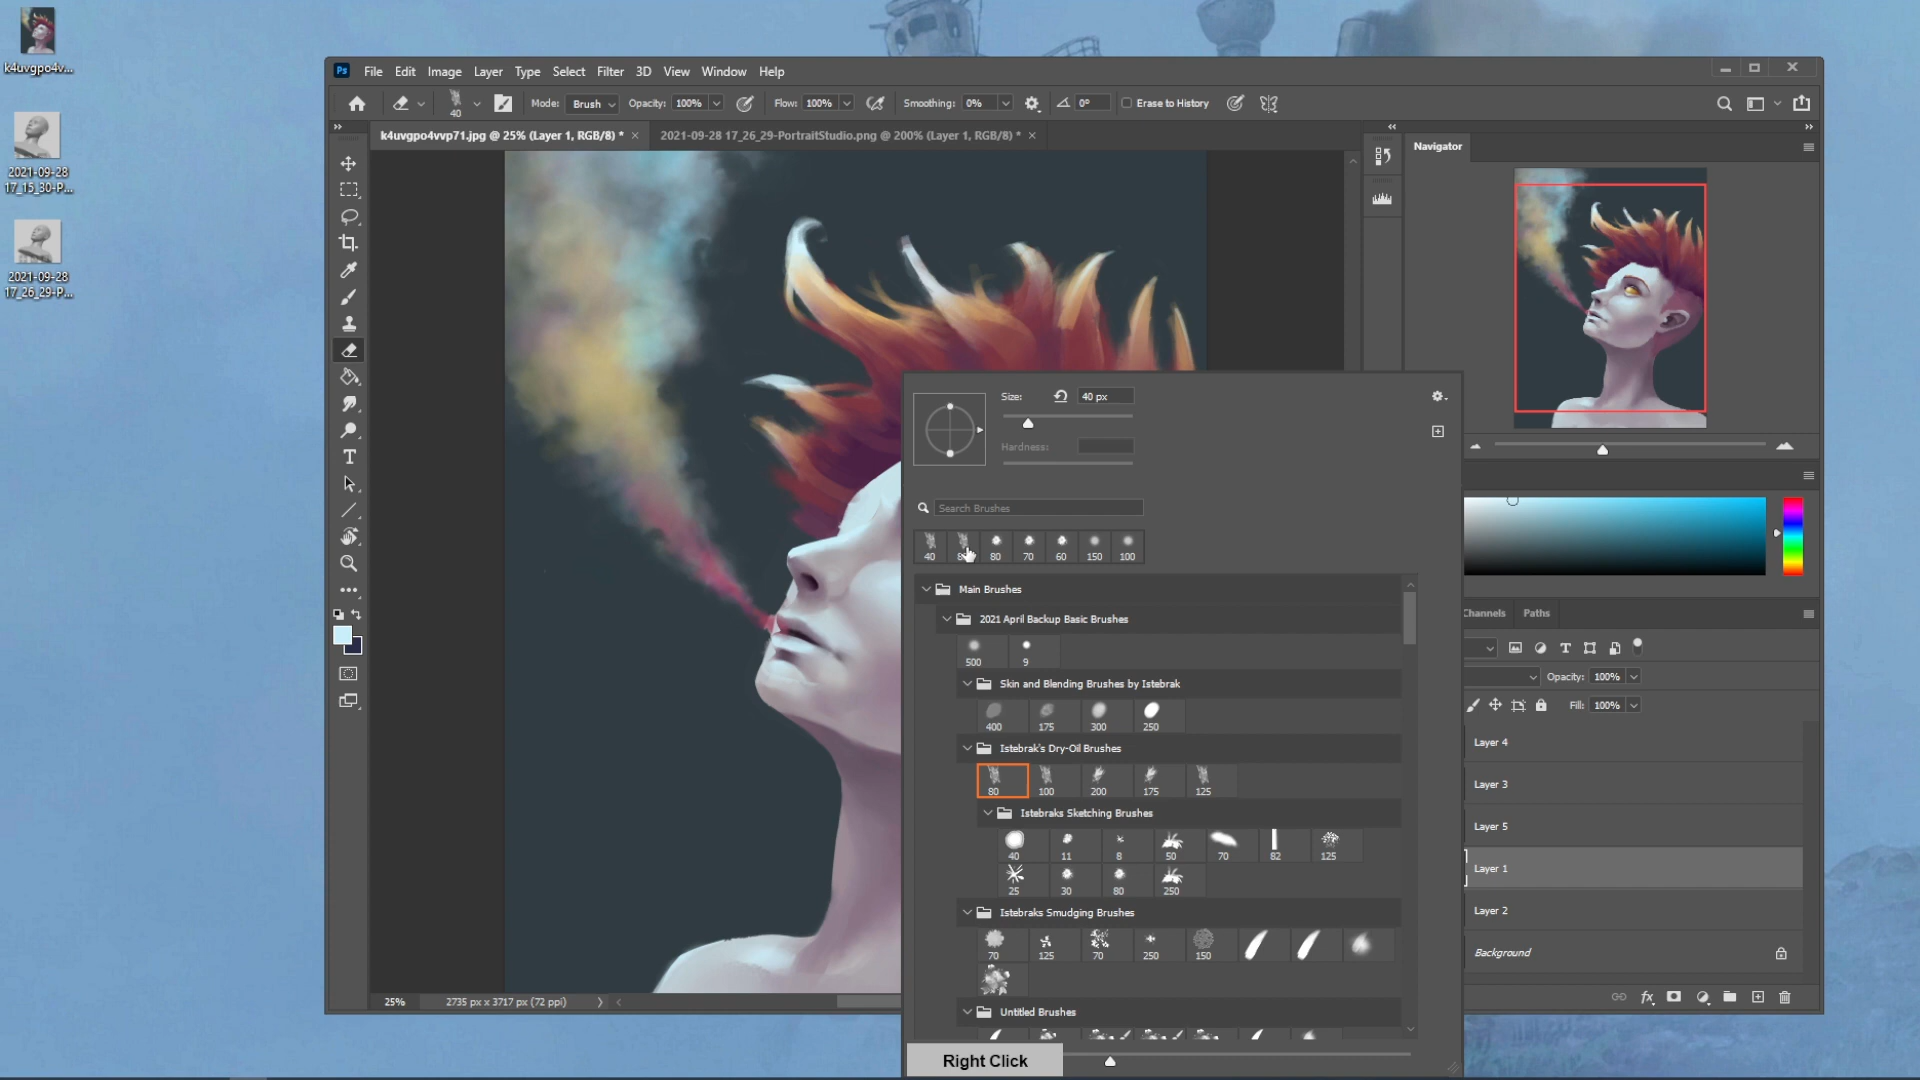 k4uvgpo4v...
2021-09-28
17_15_30-P...
2021-09-28
17_26_29-P...
Ps File Edit Image Layer Type Select Filter 3D View Window Help
40 Mode: Brush Opacity: 100% Flow: 100% Smoothing: 0% 0° Erase to History
k4uvgpo4vvp71.jpg @ 25% (Layer 1, RGB/8) * × 2021-09-28 17_26_29-PortraitStudio.png @ 200% (Layer 1, RGB/8) * ×
Navigator
Size: 40 px
Hardness:
Search Brushes
40 80 70 60 150 100
Main Brushes
2021 April Backup Basic Brushes
500 9
Skin and Blending Brushes by Istebrak
400 175 300 250
Istebrak's Dry-Oil Brushes
80 100 200 175 125
Istebraks Sketching Brushes
40 11 8 50 70 82 125
25 30 80 250
Istebraks Smudging Brushes
70 125 70 250 150
Untitled Brushes
Right Click
Channels Paths
Opacity: 100%
Fill: 100%
Layer 4
Layer 3
Layer 5
Layer 1
Layer 2
Background
fx
25% 2735 px x 3717 px (72 ppi)